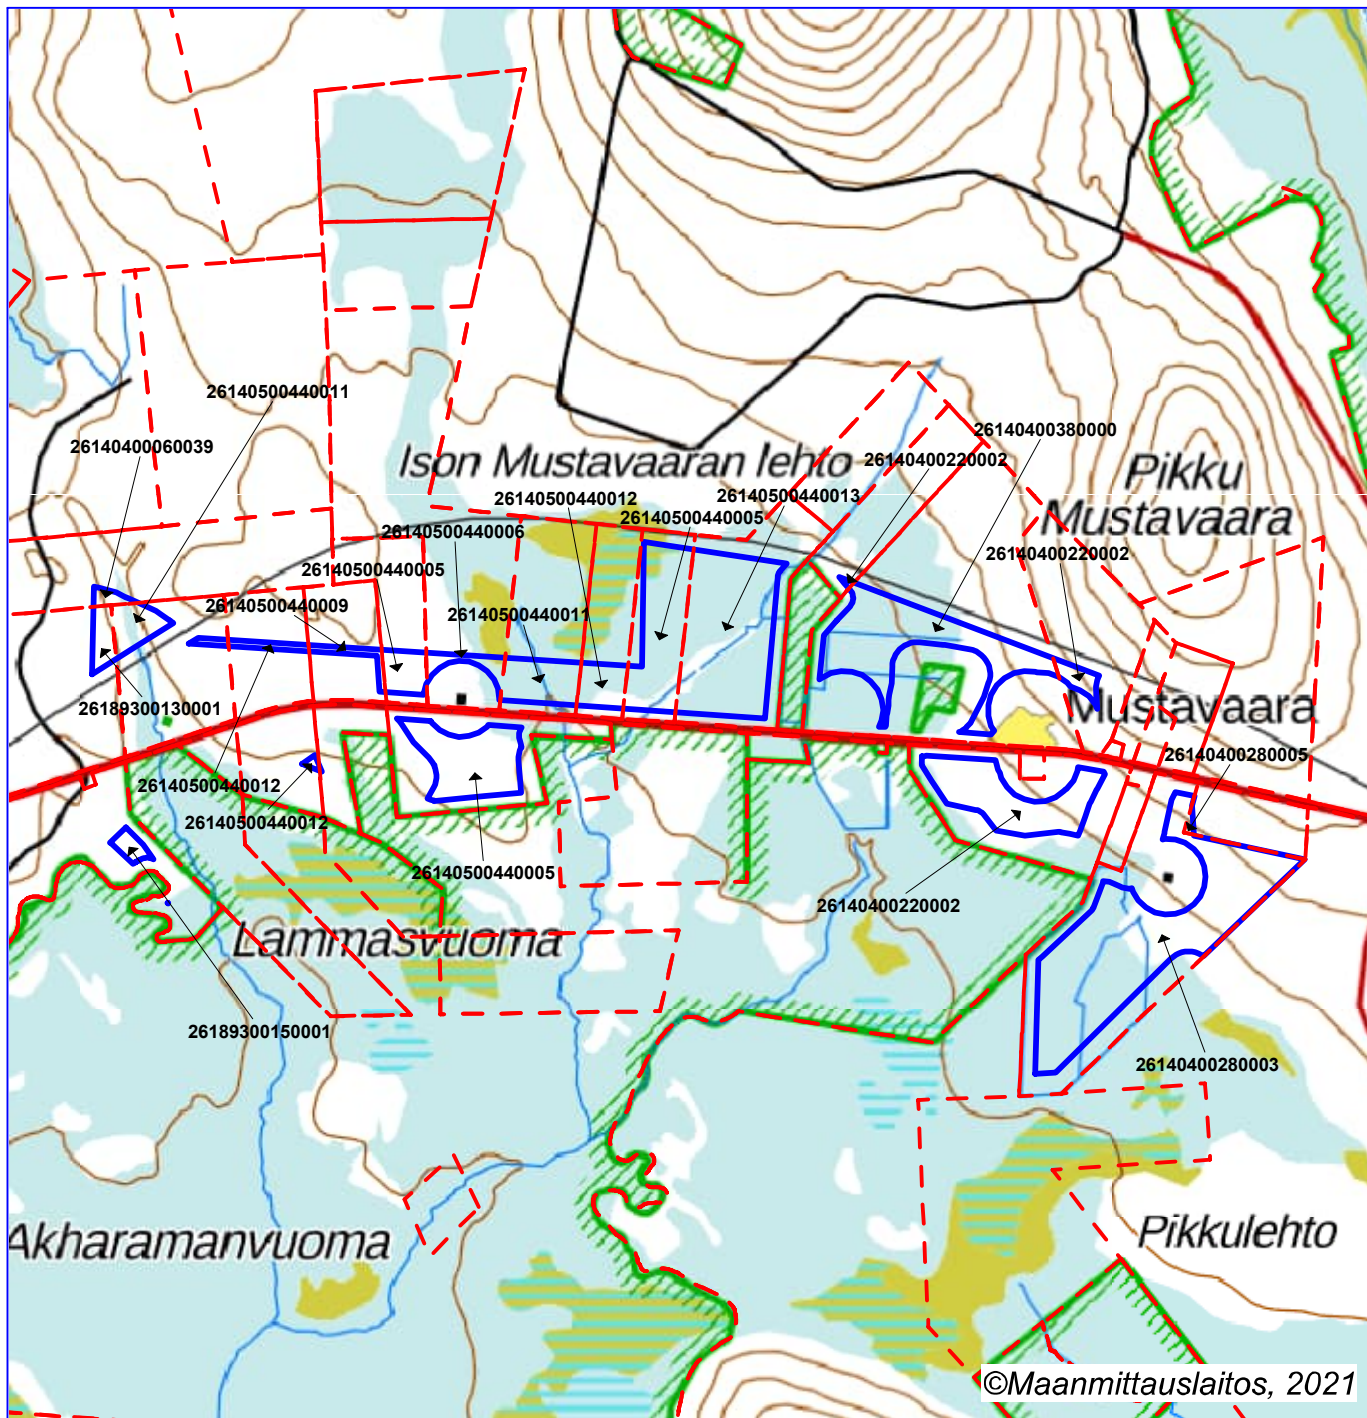 26140500440011
26140400060039
26140400380000
Ison Mustavaaran lehto
26140400220002
Pikku
Mustavaara
26140500440012
26140500440013
26140500440005
26140500440006
26140400220002
26140500440005
26140500440009
26140500440011
26189300130001
Mustavaara
26140400280005
26140500440012
26140500440012
26140500440005
26140400220002
Lammasvuoma
26189300150001
26140400280003
Akharamanvuoma
Pikkulehto
©Maanmittauslaitos, 2021